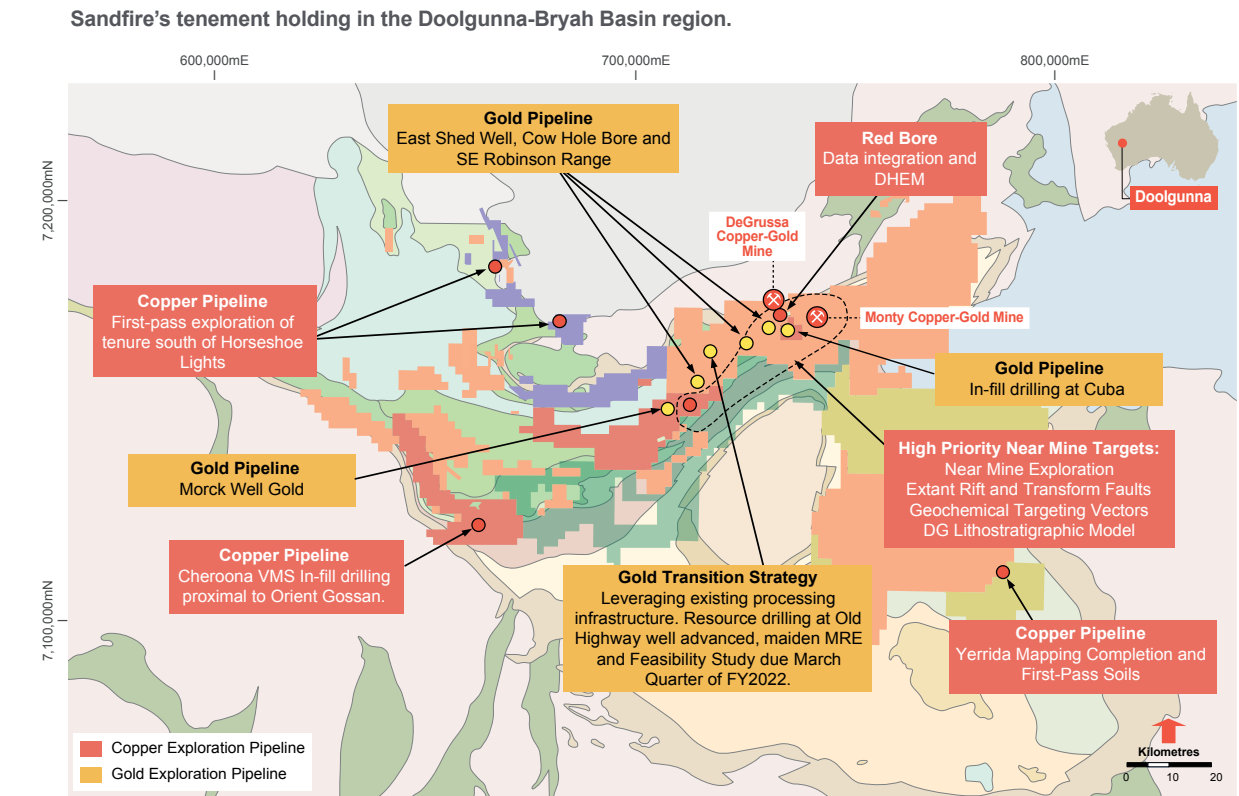 Sandfire's tenement holding in the Doolgunna-Bryah Basin region.
600,000mE
700,000mE
800,000mE
7,200,000mN
7,100,000mN
Gold Pipeline
East Shed Well, Cow Hole Bore and
SE Robinson Range
Red Bore
Data integration and
DHEM
Doolgunna
DeGrussa
Copper-Gold
Mine
Monty Copper-Gold Mine
Copper Pipeline
First-pass exploration of
tenure south of Horseshoe
Lights
Gold Pipeline
In-fill drilling at Cuba
High Priority Near Mine Targets:
Near Mine Exploration
Extant Rift and Transform Faults
Geochemical Targeting Vectors
DG Lithostratigraphic Model
Gold Pipeline
Morck Well Gold
Copper Pipeline
Cheroona VMS In-fill drilling
proximal to Orient Gossan.
Gold Transition Strategy
Leveraging existing processing
infrastructure. Resource drilling at Old
Highway well advanced, maiden MRE
and Feasibility Study due March
Quarter of FY2022.
Copper Pipeline
Yerrida Mapping Completion and
First-Pass Soils
Copper Exploration Pipeline
Gold Exploration Pipeline
Kilometres
0 10 20